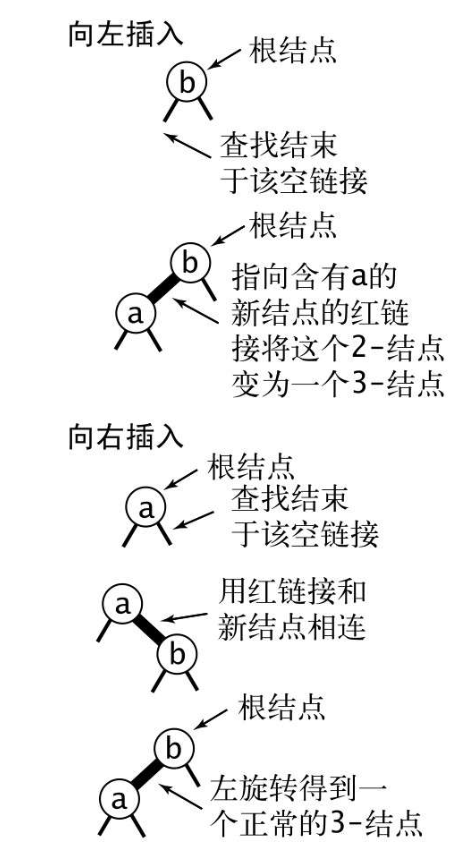 向左插入
根结点
b
查找结束
于该空链接
根结点
b
指向含有a的
a
新结点的红链
接将这个2-结点
变为一个3-结点
向右插入
根结点
a
查找结束
于该空链接
a
用红链接和
新结点相连
b
根结点
b
a
左旋转得到一
个正常的3-结点